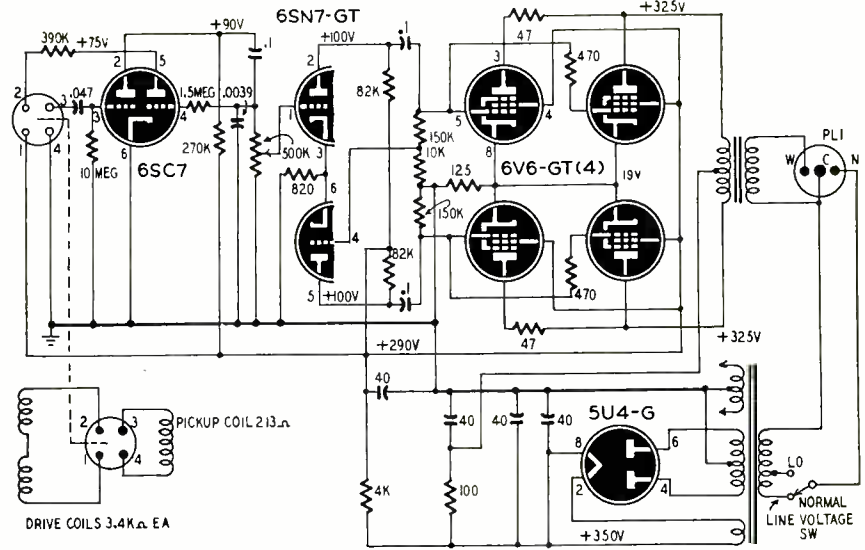 6SN7-GT
+325V
+90V
390K
+75V
+100V
.1
.1
47
470
2
5
2
3
82K
2
3
.047
3
1.5MEG
.0039
4
1
5
4
150K
10K
500K
PL1
W
C
N
1
4
6
270K
3
8
6V6-GT(4)
10 MEG
6SC7
820
125
19V
6
150K
4
82K
470
5
+100V
.1
47
+290V
+325V
40
40
40
40
5U4-G
8
6
2
4
2
3
1
4
PICKUP COIL 213Ω
LO
4K
100
NORMAL
LINE VOLTAGE
SW
DRIVE COILS 3.4KΩ EA
+350V